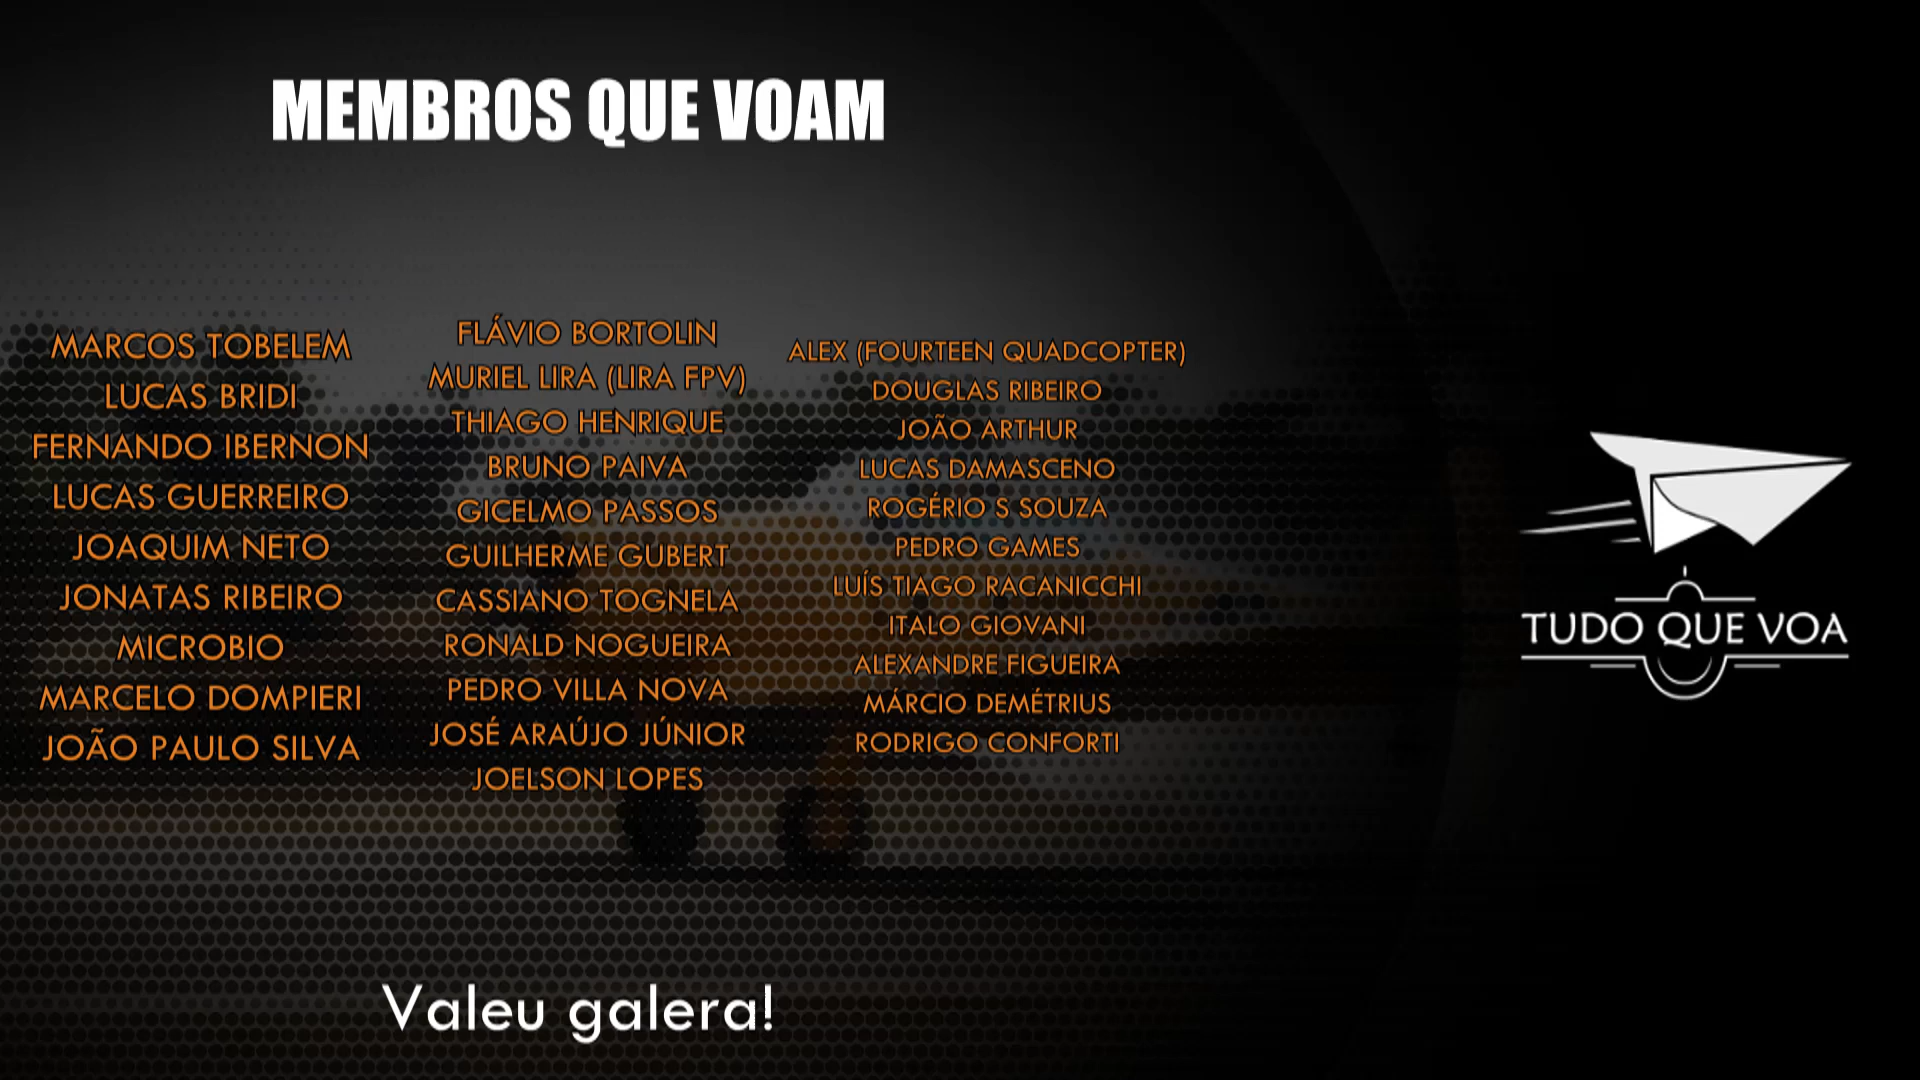 MEMBROS QUE VOAM
MARCOS TOBELEM
LUCAS BRIDI
FERNANDO IBERNON
LUCAS GUERREIRO
JOAQUIM NETO
JONATAS RIBEIRO
MICROBIO
MARCELO DOMPIERI
JOÃO PAULO SILVA
FLÁVIO BORTOLIN
MURIEL LIRA (LIRA FPV)
THIAGO HENRIQUE
BRUNO PAIVA
GICELMO PASSOS
GUILHERME GUBERT
CASSIANO TOGNELA
RONALD NOGUEIRA
PEDRO VILLA NOVA
JOSÉ ARAÚJO JÚNIOR
JOELSON LOPES
ALEX (FOURTEEN QUADCOPTER)
DOUGLAS RIBEIRO
JOÃO ARTHUR
LUCAS DAMASCENO
ROGÉRIO S SOUZA
PEDRO GAMES
LUÍS TIAGO RACANICCHI
ITALO GIOVANI
ALEXANDRE FIGUEIRA
MÁRCIO DEMÉTRIUS
RODRIGO CONFORTI
TUDO QUE VOA
Valeu galera!